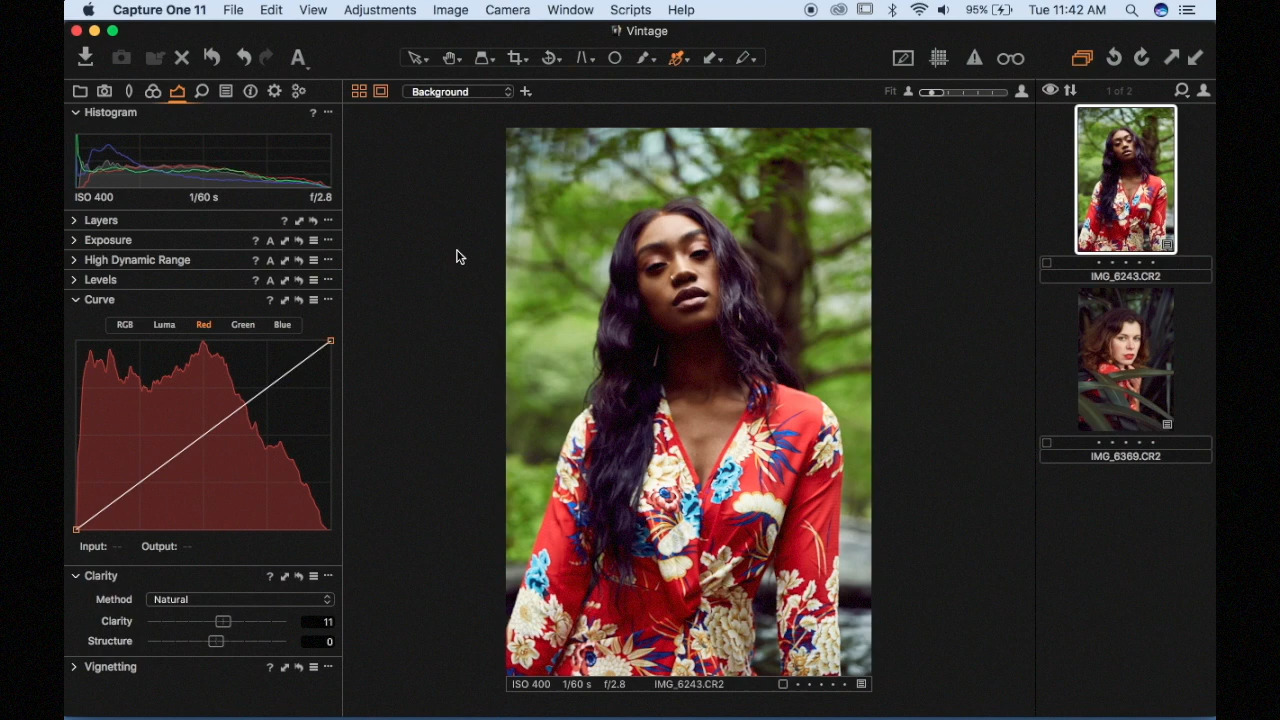 Capture One 11 File Edit View Adjustments Image Camera Window Scripts Help 95% Tue 11:42 AM
Vintage
A
Background Fit 1 of 2
Histogram ? ...
ISO 400 1/60 s f/2.8
Layers ? ...
Exposure ? A ...
High Dynamic Range ? A ...
Levels ? A ...
Curve ? ...
RGB Luma Red Green Blue
Input: -- Output: --
Clarity ? ...
Method Natural
Clarity 11
Structure 0
Vignetting ? ...
ISO 400 1/60 s f/2.8 IMG_6243.CR2
IMG_6243.CR2
IMG_6369.CR2